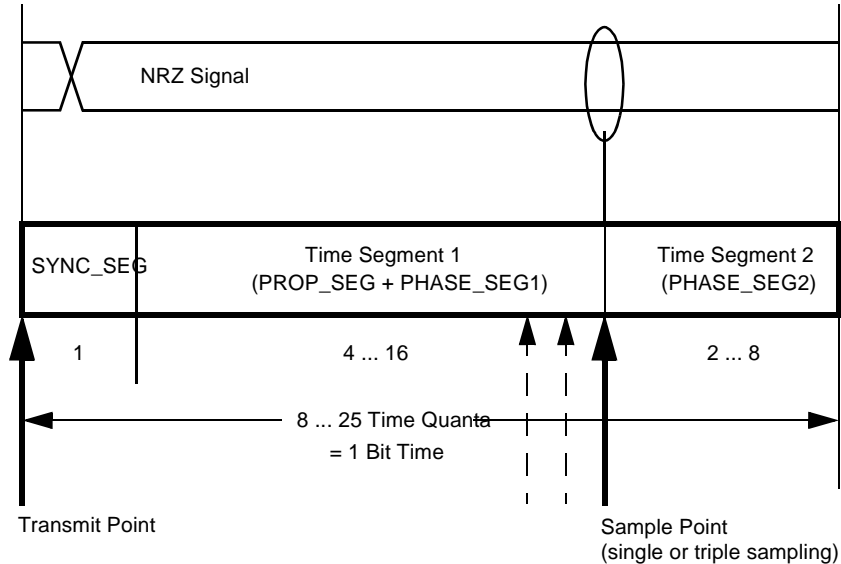 NRZ Signal
SYNC_SEG
Time Segment 1
(PROP_SEG + PHASE_SEG1)
Time Segment 2
(PHASE_SEG2)
1
4 ... 16
2 ... 8
8 ... 25 Time Quanta
= 1 Bit Time
Transmit Point
Sample Point
(single or triple sampling)